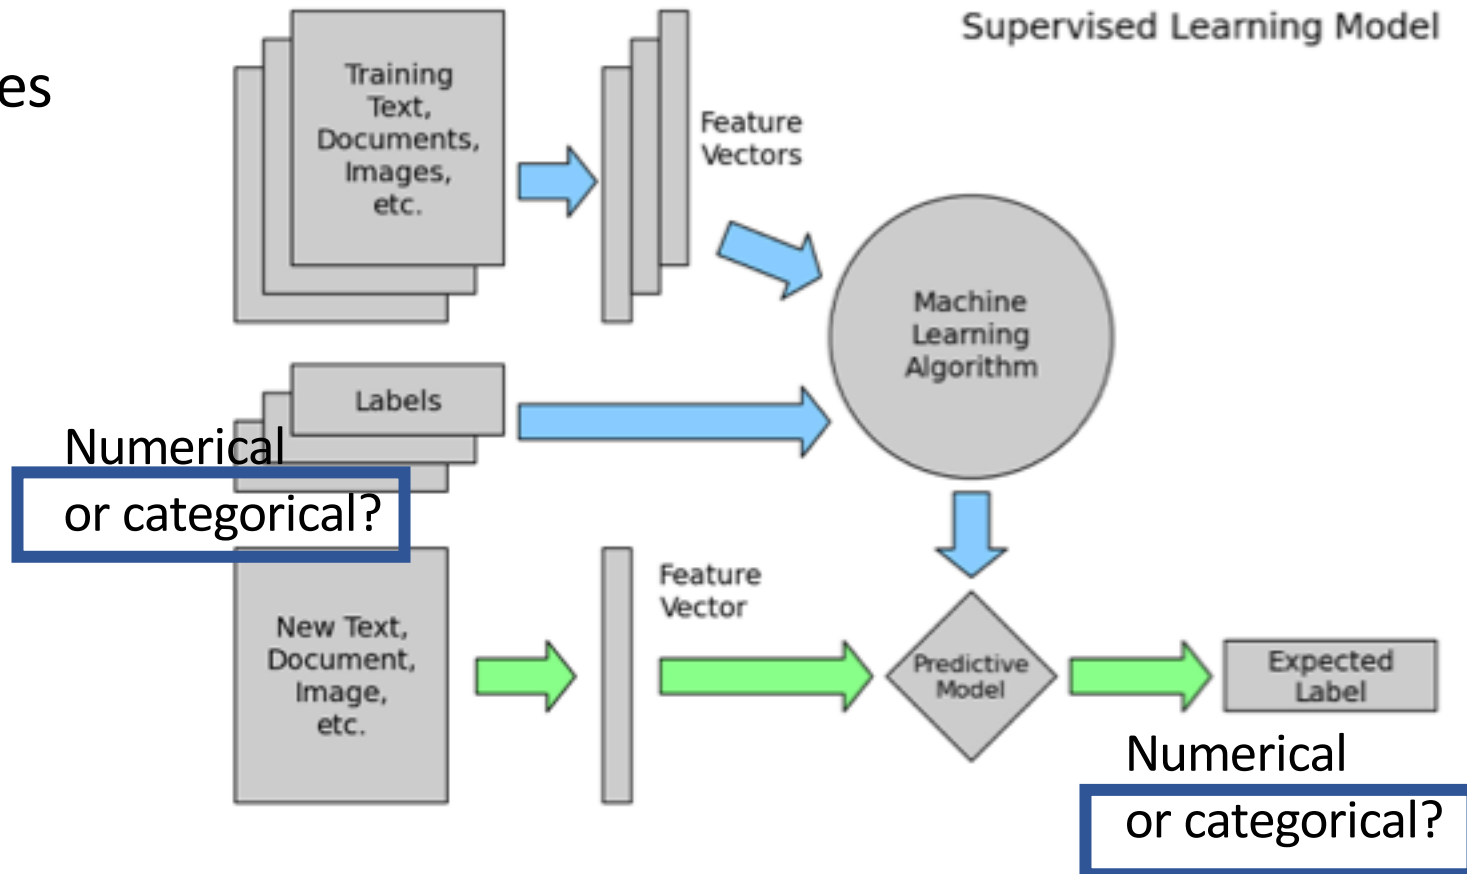 Supervised Learning Model
es
Training
Text,
Documents,
Images,
etc.
Feature
Vectors
Machine
Learning
Algorithm
Labels
Numerical
or categorical?
New Text,
Document,
Image,
etc.
Feature
Vector
Predictive
Model
Expected
Label
Numerical
or categorical?